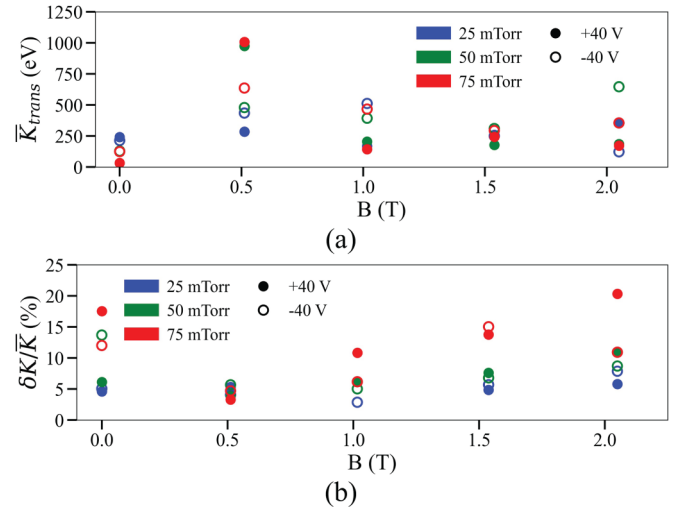 1250
1000
750
500
250
0
K̅trans (eV)
25 mTorr
50 mTorr
75 mTorr
+40 V
-40 V
0.0 0.5 1.0 1.5 2.0
B (T)
(a)
25
20
15
10
5
0
δK/K̅ (%)
25 mTorr
50 mTorr
75 mTorr
+40 V
-40 V
0.0 0.5 1.0 1.5 2.0
B (T)
(b)